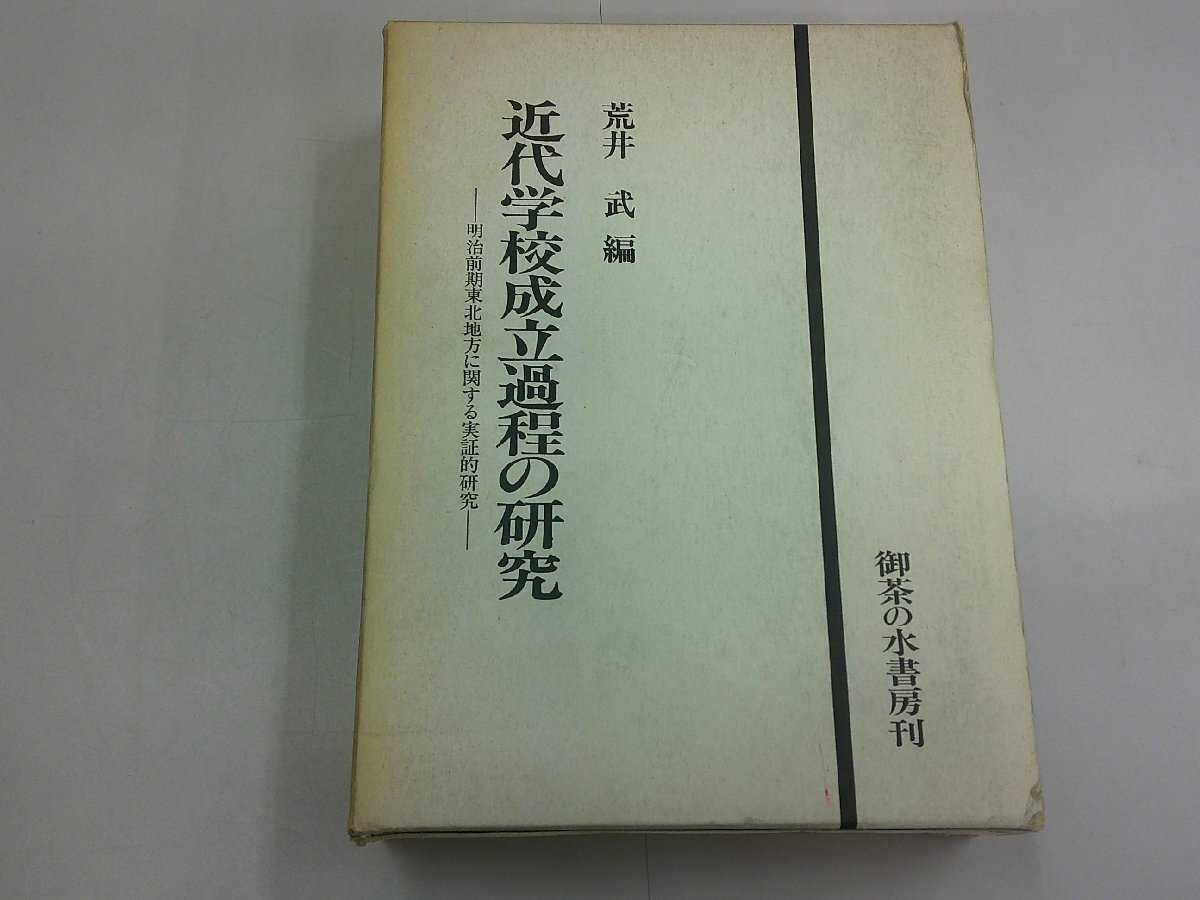 荒井 武 編
近代学校成立過程の研究
――明治前期東北地方に関する実証的研究――
御茶の水書房刊